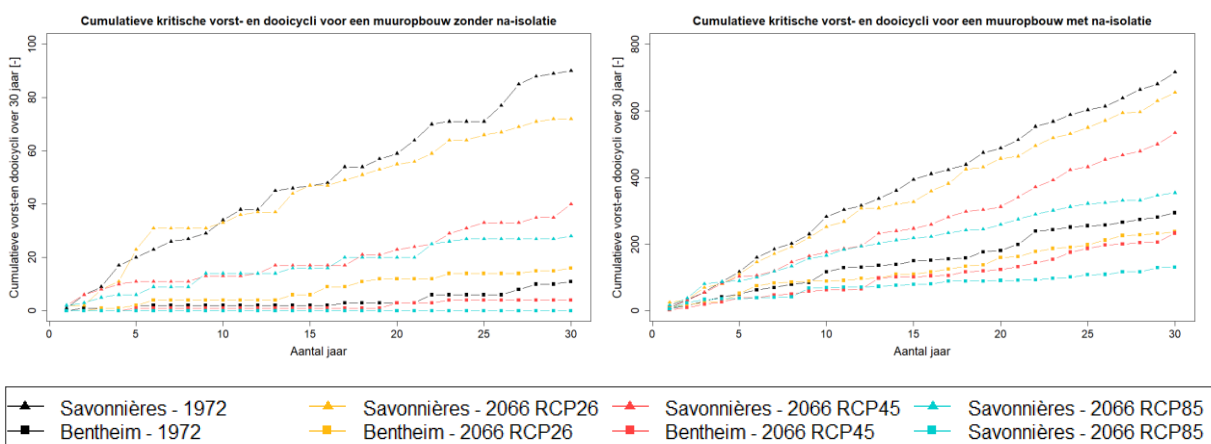 Cumulatieve kritische vorst- en dooicycli voor een muuropbouw zonder na-isolatie
Cumulatieve vorst-en dooicycli over 30 jaar [-]
100
80
60
40
20
0
0 5 10 15 20 25 30
Aantal jaar
Cumulatieve kritische vorst- en dooicycli voor een muuropbouw met na-isolatie
Cumulatieve vorst-en dooicycli over 30 jaar [-]
800
600
400
200
0
0 5 10 15 20 25 30
Aantal jaar
Savonnières - 1972 Savonnières - 2066 RCP26 Savonnières - 2066 RCP45 Savonnières - 2066 RCP85
Bentheim - 1972 Bentheim - 2066 RCP26 Bentheim - 2066 RCP45 Savonnières - 2066 RCP85